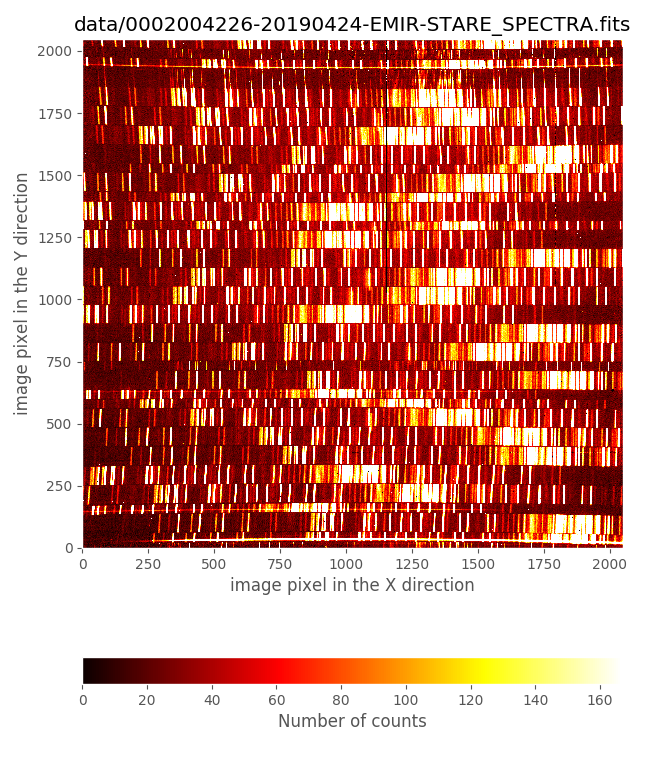 data/0002004226-20190424-EMIR-STARE_SPECTRA.fits
2000
1750
1500
1250
1000
750
500
250
0
image pixel in the Y direction
0 250 500 750 1000 1250 1500 1750 2000
image pixel in the X direction
0 20 40 60 80 100 120 140 160
Number of counts